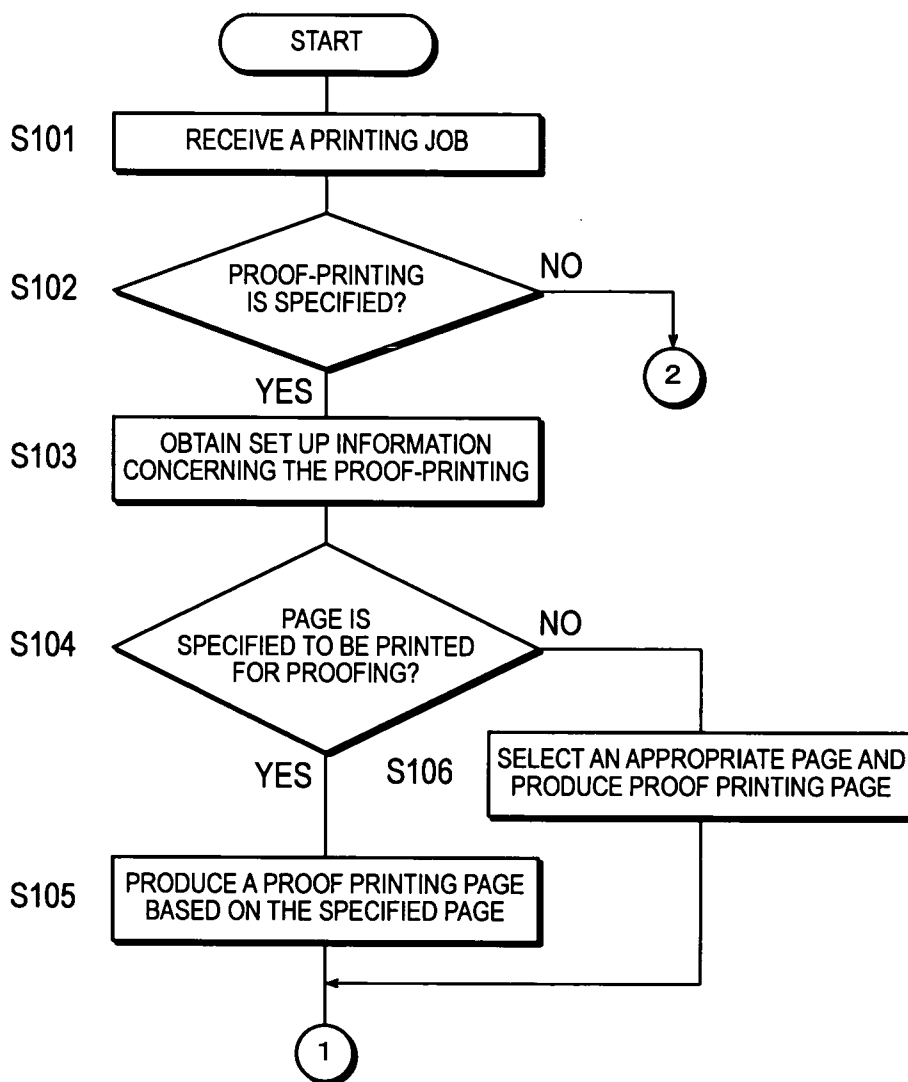 START
S101
RECEIVE A PRINTING JOB
S102
PROOF-PRINTING
IS SPECIFIED?
NO
2
YES
S103
OBTAIN SET UP INFORMATION
CONCERNING THE PROOF-PRINTING
S104
PAGE IS
SPECIFIED TO BE PRINTED
FOR PROOFING?
NO
YES
S106
SELECT AN APPROPRIATE PAGE AND
PRODUCE PROOF PRINTING PAGE
S105
PRODUCE A PROOF PRINTING PAGE
BASED ON THE SPECIFIED PAGE
1